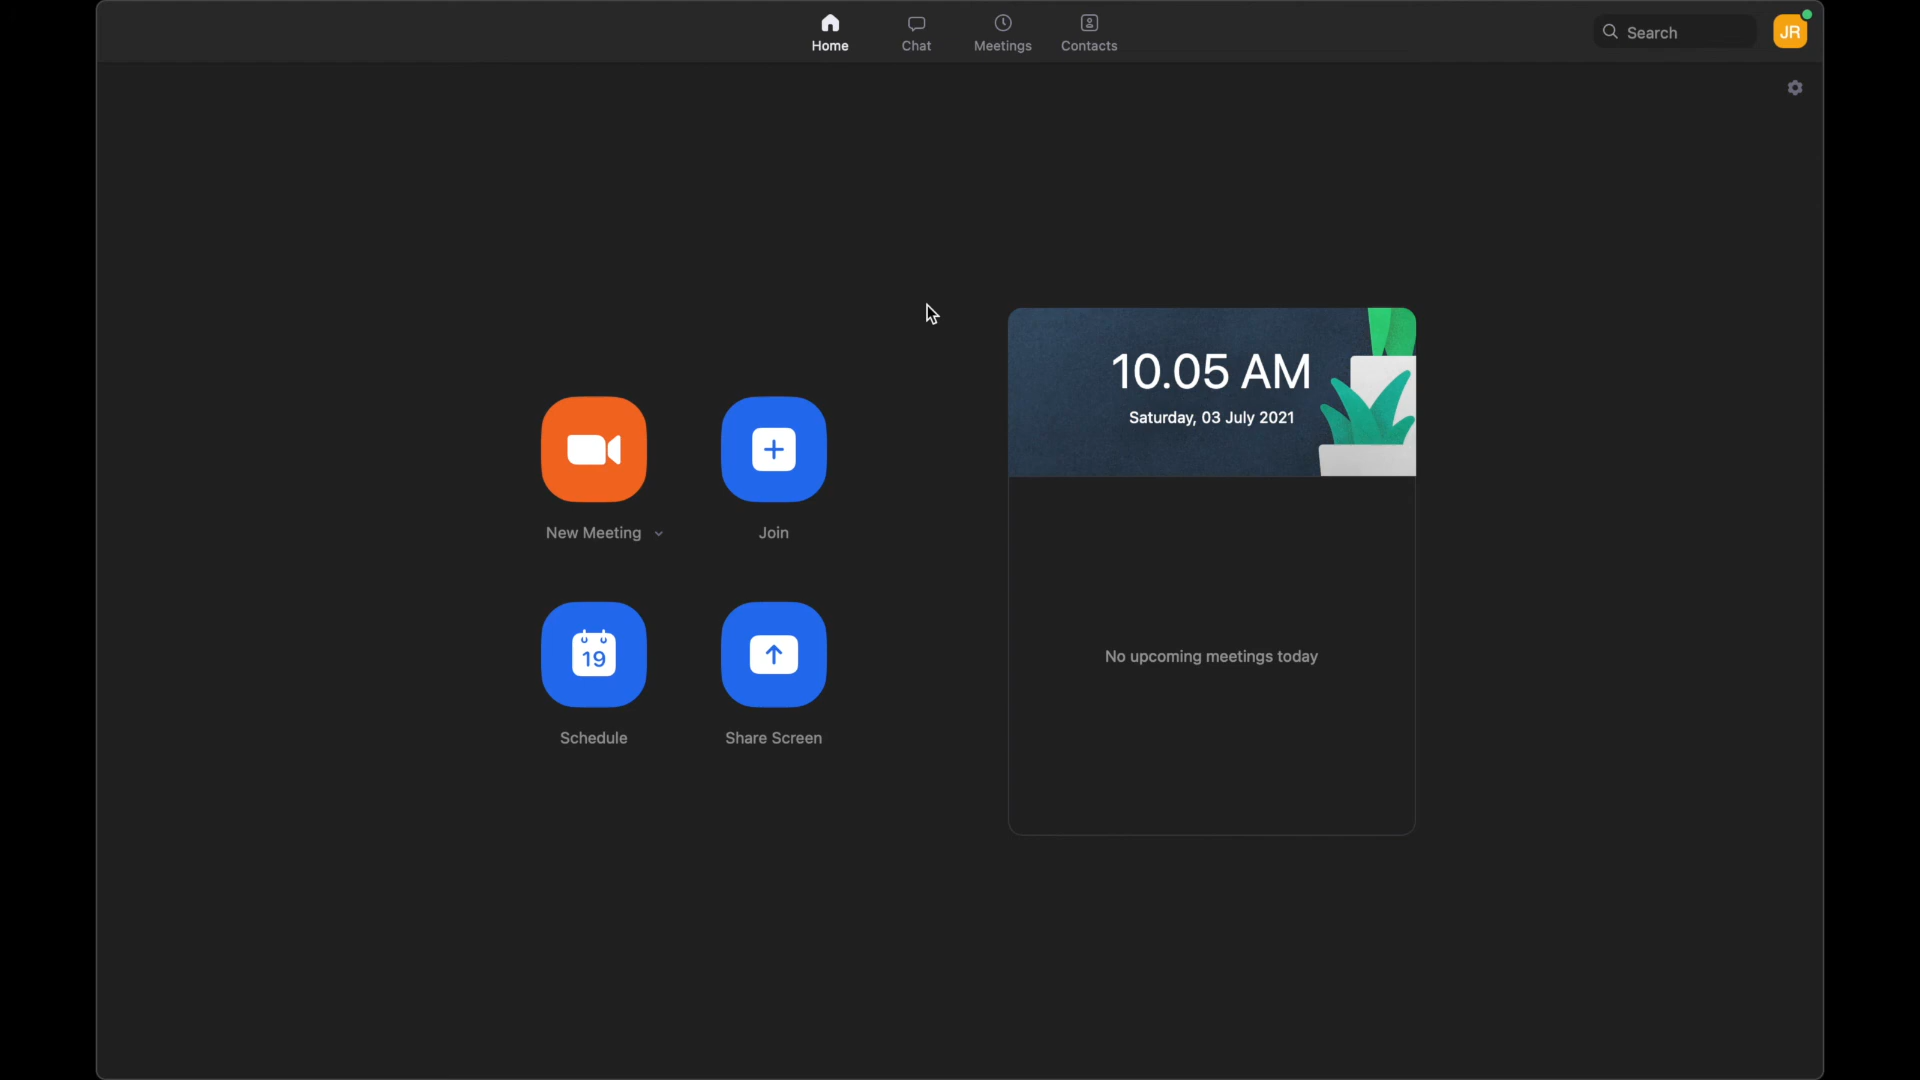 Home
Chat
Meetings
Contacts
Search
JR
10.05 AM
Saturday, 03 July 2021
New Meeting
Join
19
Schedule
Share Screen
No upcoming meetings today